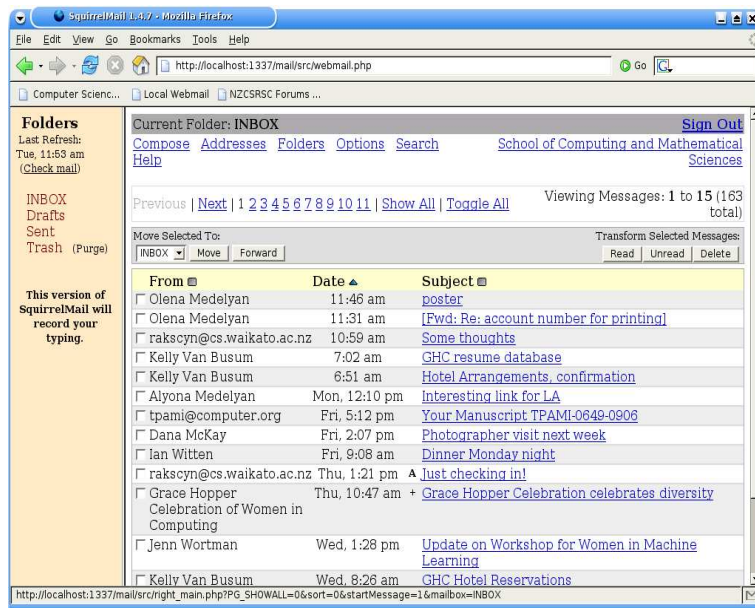 SquirrelMail 1.4.7 - Mozilla Firefox
File Edit View Go Bookmarks Tools Help
http://localhost:1337/mail/src/webmail.php Go G
Computer Scienc... Local Webmail NZCSRSC Forums ...
Folders
Last Refresh:
Tue, 11:53 am
(Check mail)
INBOX
Drafts
Sent
Trash (Purge)
This version of
SquirrelMail will
record your
typing.
Current Folder: INBOX Sign Out
Compose Addresses Folders Options Search School of Computing and Mathematical
Help Sciences
Previous | Next | 1 2 3 4 5 6 7 8 9 10 11 | Show All | Toggle All Viewing Messages: 1 to 15 (163
total)
Move Selected To: Transform Selected Messages:
INBOX Move Forward Read Unread Delete
From Date Subject
Olena Medelyan 11:46 am poster
Olena Medelyan 11:31 am [Fwd: Re: account number for printing]
rakscyn@cs.waikato.ac.nz 10:59 am Some thoughts
Kelly Van Busum 7:02 am GHC resume database
Kelly Van Busum 6:51 am Hotel Arrangements, confirmation
Alyona Medelyan Mon, 12:10 pm Interesting link for LA
tpami@computer.org Fri, 5:12 pm Your Manuscript TPAMI-0649-0906
Dana McKay Fri, 2:07 pm Photographer visit next week
Ian Witten Fri, 9:08 am Dinner Monday night
rakscyn@cs.waikato.ac.nz Thu, 1:21 pm A Just checking in!
Grace Hopper Thu, 10:47 am + Grace Hopper Celebration celebrates diversity
Celebration of Women in
Computing
Jenn Wortman Wed, 1:28 pm Update on Workshop for Women in Machine
Learning
Kelly Van Busum Wed, 8:26 am GHC Hotel Reservations
http://localhost:1337/mail/src/right_main.php?PG_SHOWALL=0&sort=0&startMessage=1&mailbox=INBOX